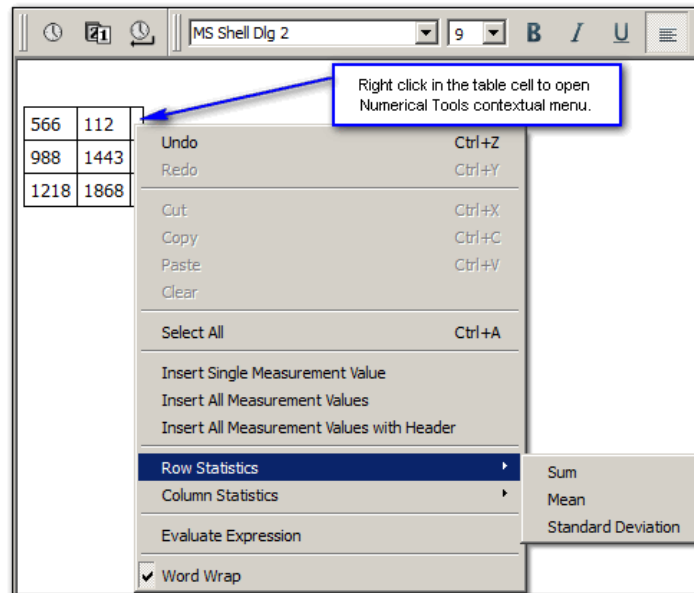 MS Shell Dlg 2 9 B I U
Right click in the table cell to open
Numerical Tools contextual menu.
566 112
988 1443
1218 1868
Undo Ctrl+Z
Redo Ctrl+Y
Cut Ctrl+X
Copy Ctrl+C
Paste Ctrl+V
Clear
Select All Ctrl+A
Insert Single Measurement Value
Insert All Measurement Values
Insert All Measurement Values with Header
Row Statistics
Column Statistics
Evaluate Expression
Word Wrap
Sum
Mean
Standard Deviation